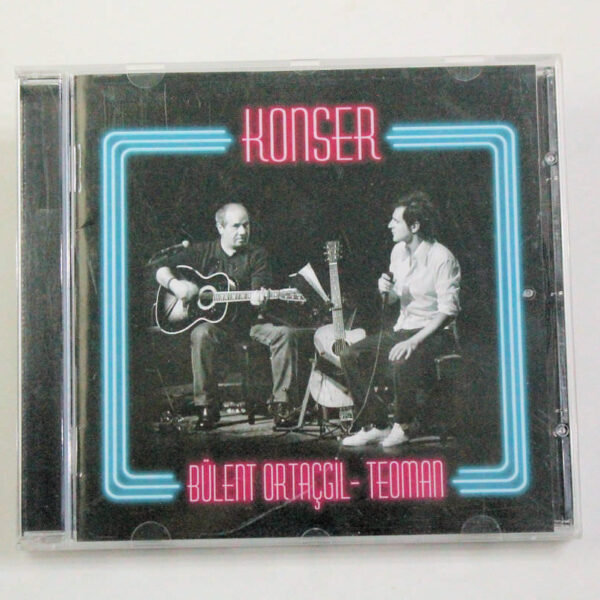 KONSER
BÜLENT ORTAÇGİL- TEOMAN